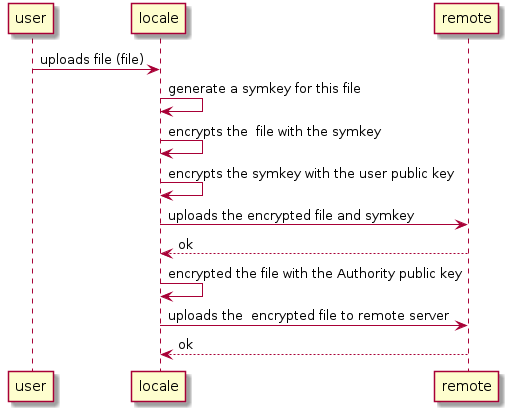 user locale remote
uploads file (file)
generate a symkey for this file
encrypts the  file with the symkey
encrypts the symkey with the user public key
uploads the encrypted file and symkey
ok
encrypted the file with the Authority public key
uploads the  encrypted file to remote server
ok
user locale remote